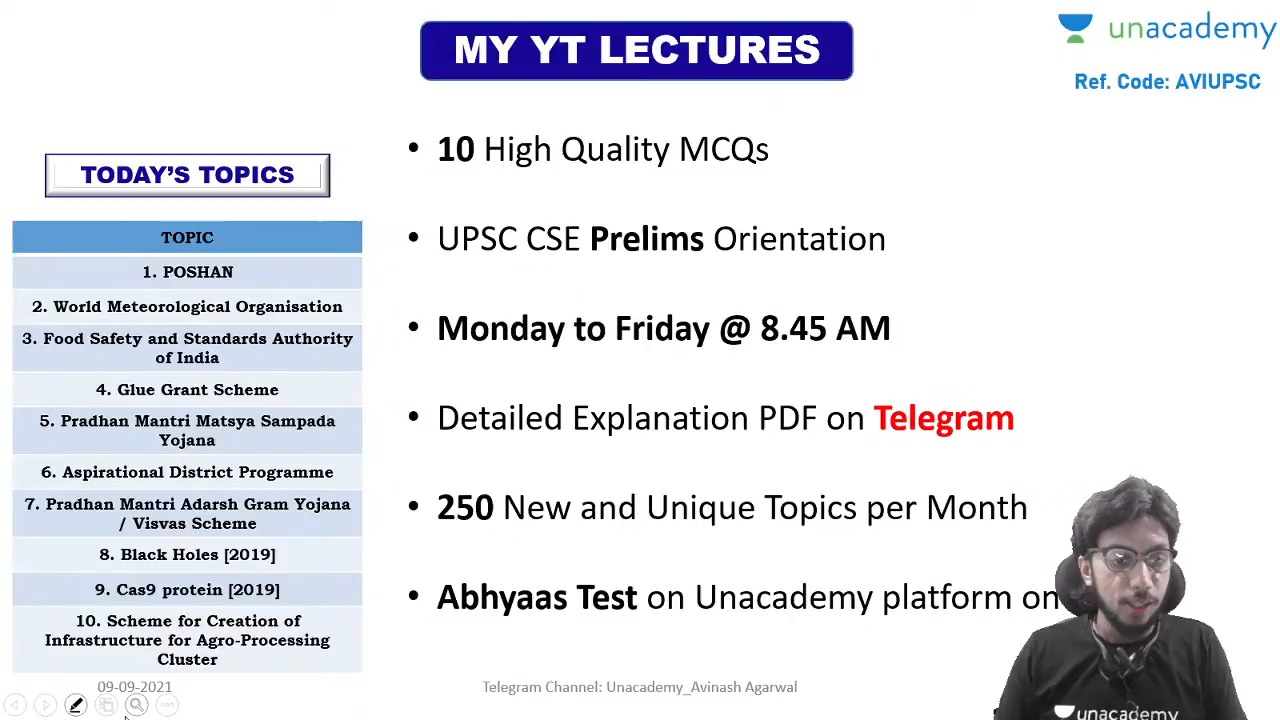 MY YT LECTURES
unacademy
Ref. Code: AVIUPSC
TODAY'S TOPICS
TOPIC
1. POSHAN
2. World Meteorological Organisation
3. Food Safety and Standards Authority
of India
4. Glue Grant Scheme
5. Pradhan Mantri Matsya Sampada
Yojana
6. Aspirational District Programme
7. Pradhan Mantri Adarsh Gram Yojana
/ Visvas Scheme
8. Black Holes [2019]
9. Cas9 protein [2019]
10. Scheme for Creation of
Infrastructure for Agro-Processing
Cluster
• 10 High Quality MCQs
• UPSC CSE Prelims Orientation
• Monday to Friday @ 8.45 AM
• Detailed Explanation PDF on Telegram
• 250 New and Unique Topics per Month
• Abhyaas Test on Unacademy platform on
09-09-2021
Telegram Channel: Unacademy_Avinash Agarwal
unacademy